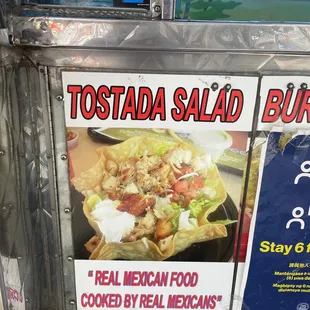 TOSTADA SALAD
BUR
Stay 6 f
" REAL MEXICAN FOOD
COOKED BY REAL MEXICANS"